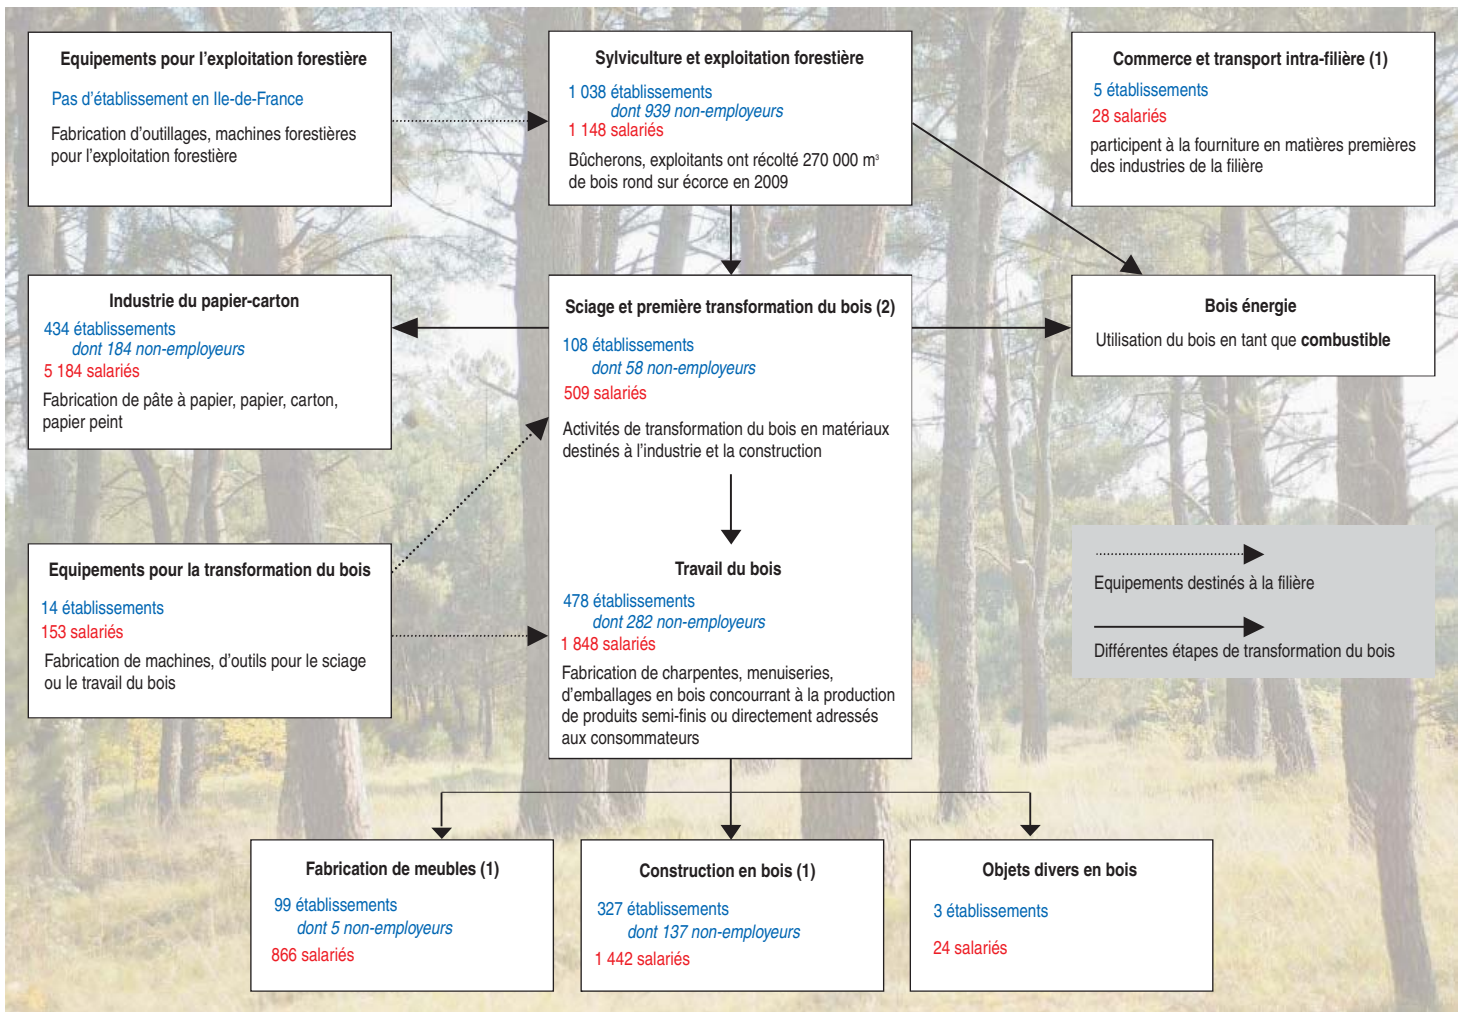 Equipements pour l'exploitation forestière
Pas d'établissement en Ile-de-France
Fabrication d'outillages, machines forestières
pour l'exploitation forestière
Sylviculture et exploitation forestière
1 038 établissements
dont 939 non-employeurs
1 148 salariés
Bûcherons, exploitants ont récolté 270 000 m³
de bois rond sur écorce en 2009
Commerce et transport intra-filière (1)
5 établissements
28 salariés
participent à la fourniture en matières premières
des industries de la filière
Industrie du papier-carton
434 établissements
dont 184 non-employeurs
5 184 salariés
Fabrication de pâte à papier, papier, carton,
papier peint
Sciage et première transformation du bois (2)
108 établissements
dont 58 non-employeurs
509 salariés
Activités de transformation du bois en matériaux
destinés à l'industrie et la construction
Bois énergie
Utilisation du bois en tant que combustible
Equipements pour la transformation du bois
14 établissements
153 salariés
Fabrication de machines, d'outils pour le sciage
ou le travail du bois
Travail du bois
478 établissements
dont 282 non-employeurs
1 848 salariés
Fabrication de charpentes, menuiseries,
d'emballages en bois concourrant à la production
de produits semi-finis ou directement adressés
aux consommateurs
Equipements destinés à la filière
Différentes étapes de transformation du bois
Fabrication de meubles (1)
99 établissements
dont 5 non-employeurs
866 salariés
Construction en bois (1)
327 établissements
dont 137 non-employeurs
1 442 salariés
Objets divers en bois
3 établissements
24 salariés